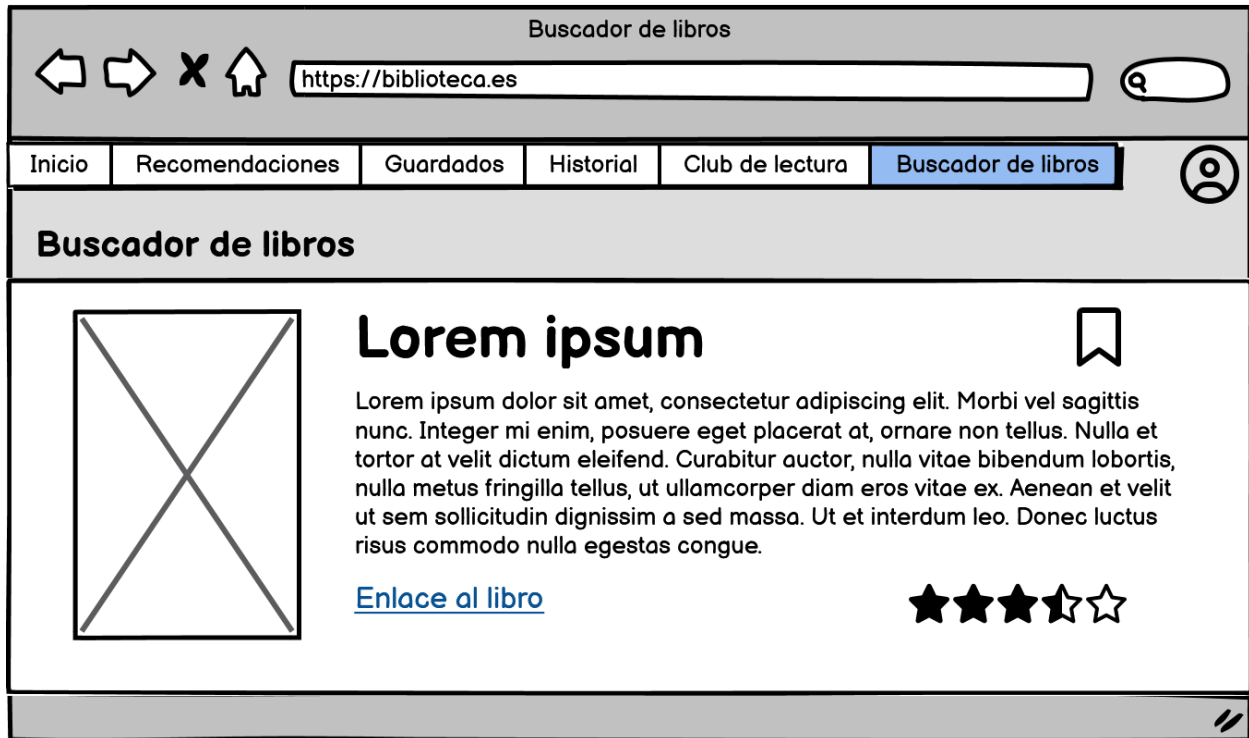 Buscador de libros
https://biblioteca.es
Inicio Recomendaciones Guardados Historial Club de lectura Buscador de libros
Buscador de libros
Lorem ipsum
Lorem ipsum dolor sit amet, consectetur adipiscing elit. Morbi vel sagittis
nunc. Integer mi enim, posuere eget placerat at, ornare non tellus. Nulla et
tortor at velit dictum eleifend. Curabitur auctor, nulla vitae bibendum lobortis,
nulla metus fringilla tellus, ut ullamcorper diam eros vitae ex. Aenean et velit
ut sem sollicitudin dignissim a sed massa. Ut et interdum leo. Donec luctus
risus commodo nulla egestas congue.
Enlace al libro